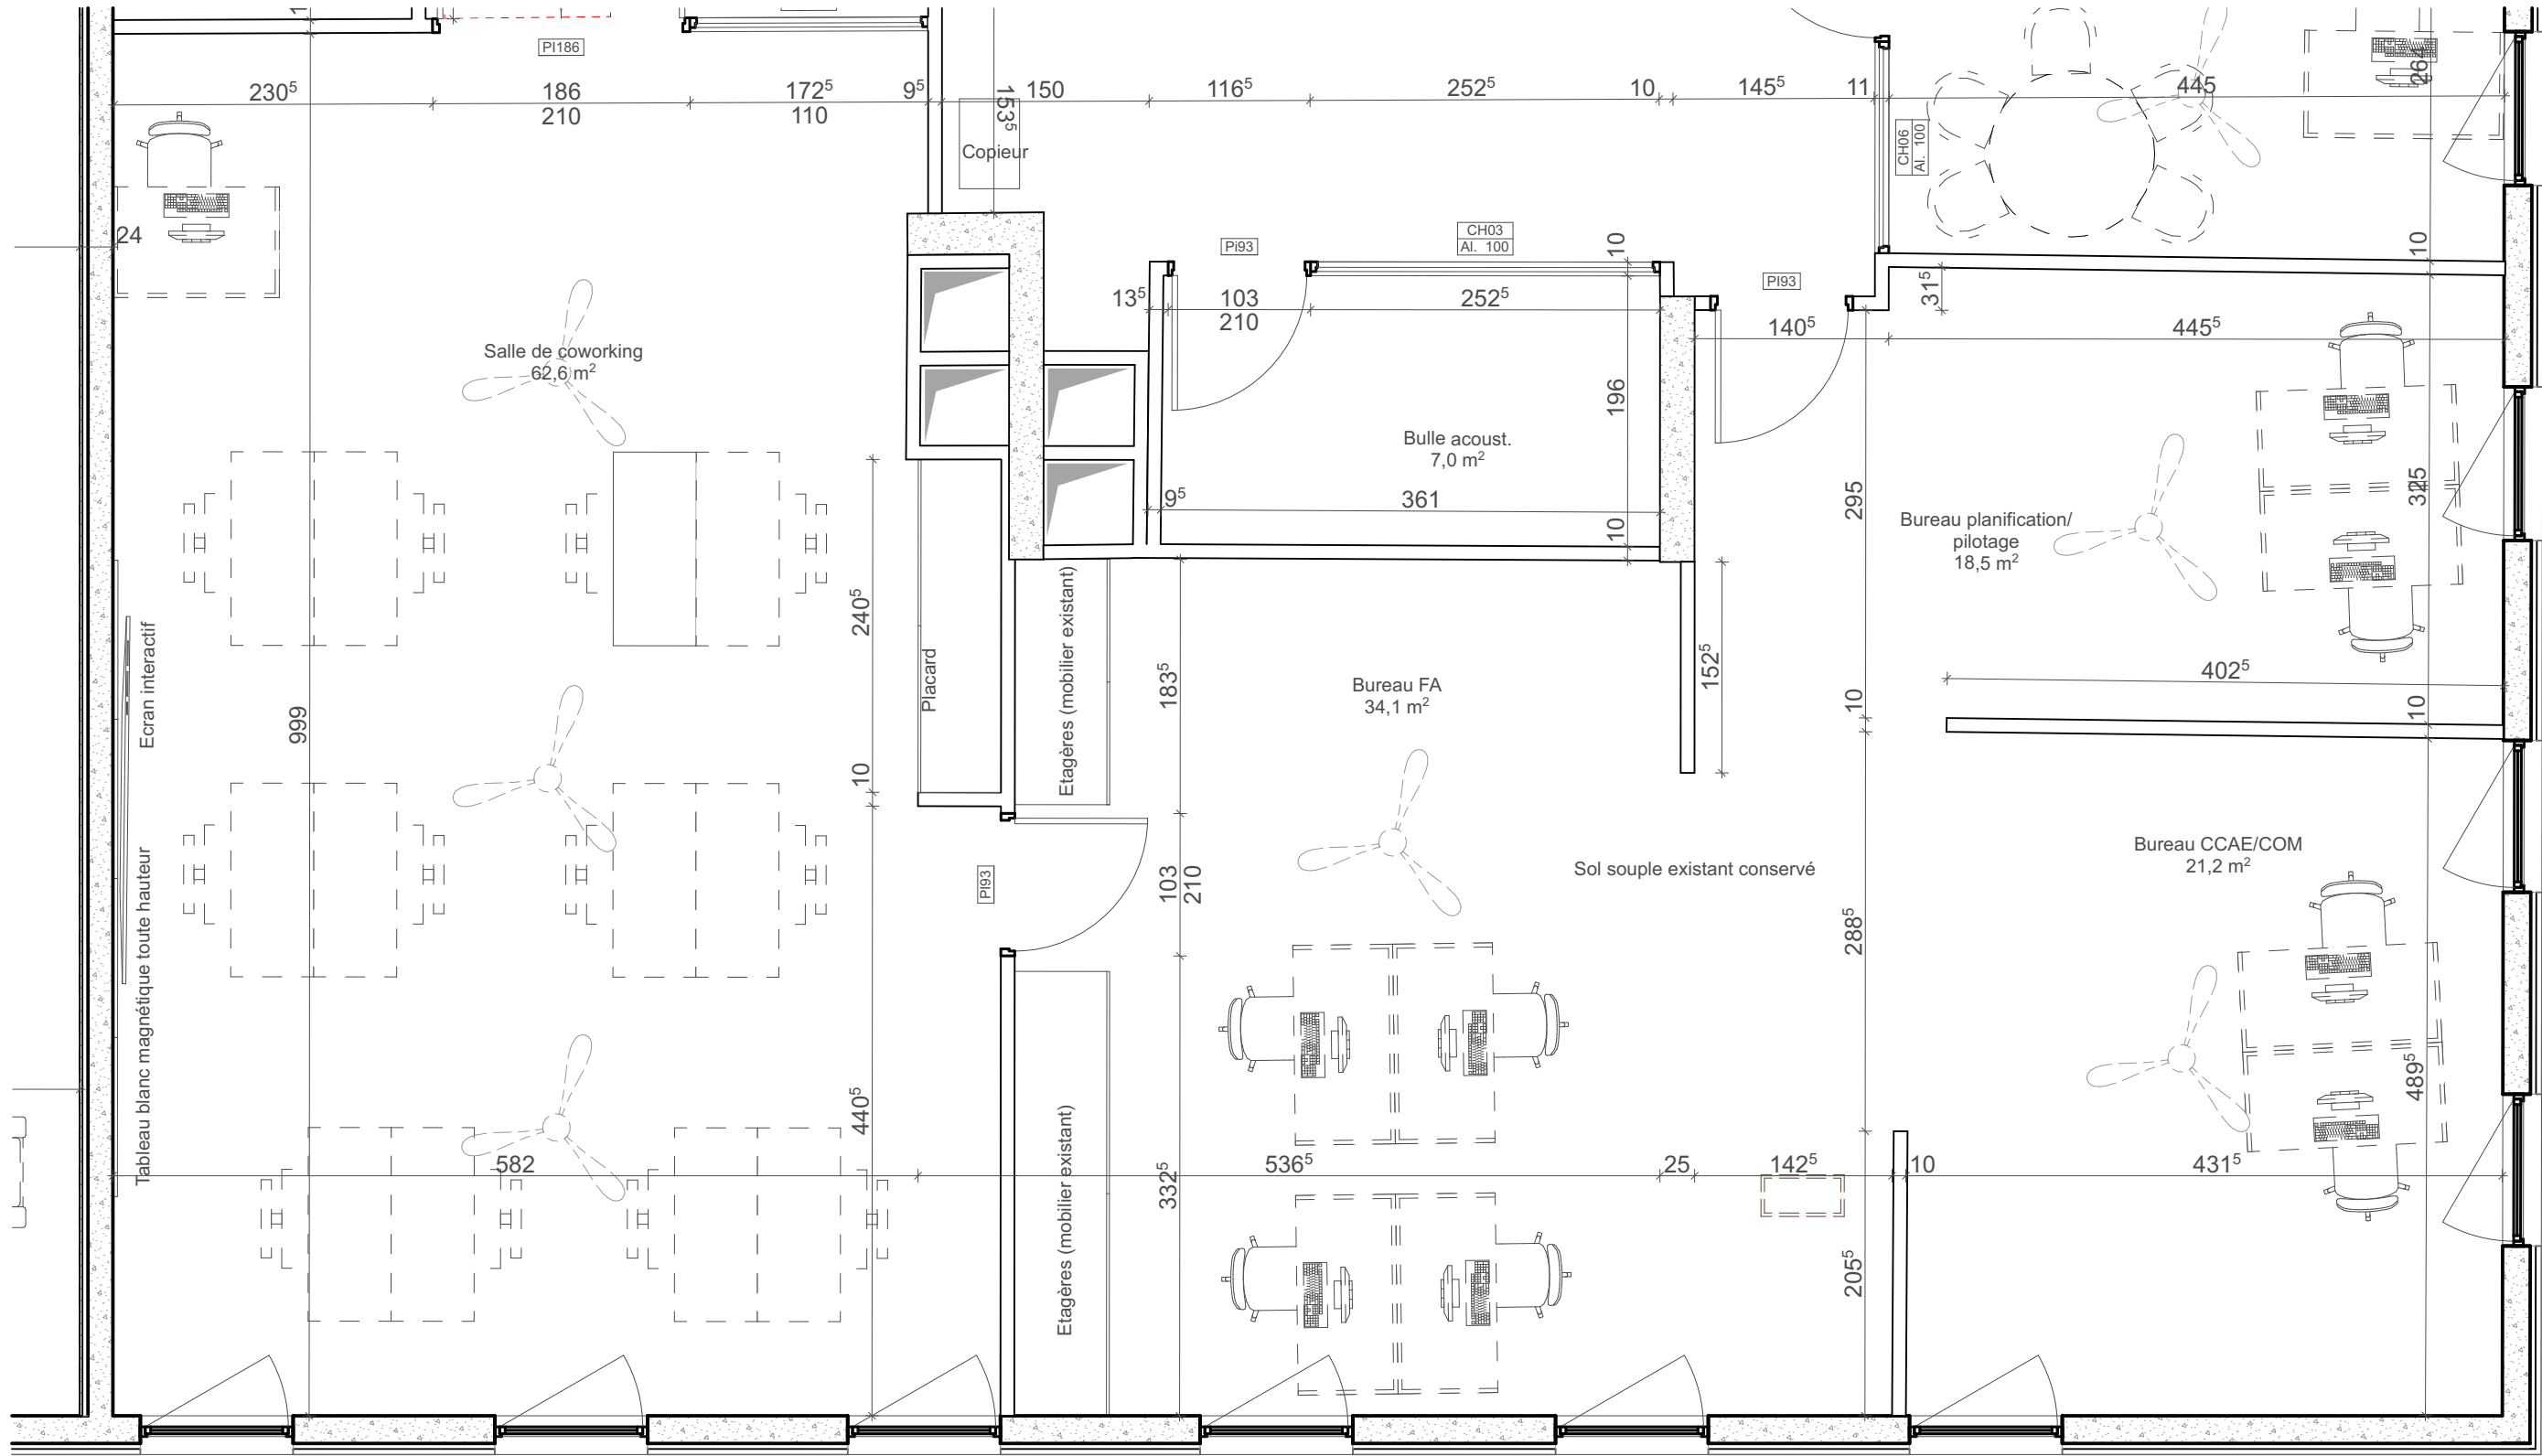 1
PI186
230⁵
186
210
172⁵
110
9⁵
153⁵
150
116⁵
252⁵
10
145⁵
11
445
264
Copieur
CH06
Al. 100
24
Pi93
CH03
Al. 100
10
PI93
31⁵
10
13⁵
103
210
252⁵
140⁵
445⁵
Salle de coworking
62,6 m²
196
Bulle acoust.
7,0 m²
9⁵
361
10
295
Bureau planification/
pilotage
18,5 m²
Ecran interactif
999
240⁵
Placard
Etagères (mobilier existant)
183⁵
Bureau FA
34,1 m²
152⁵
402⁵
10
10
10
Tableau blanc magnétique toute hauteur
PI93
103
210
Sol souple existant conservé
288⁵
Bureau CCAE/COM
21,2 m²
440⁵
489⁵
582
Etagères (mobilier existant)
332⁵
536⁵
25
142⁵
10
431⁵
205⁵